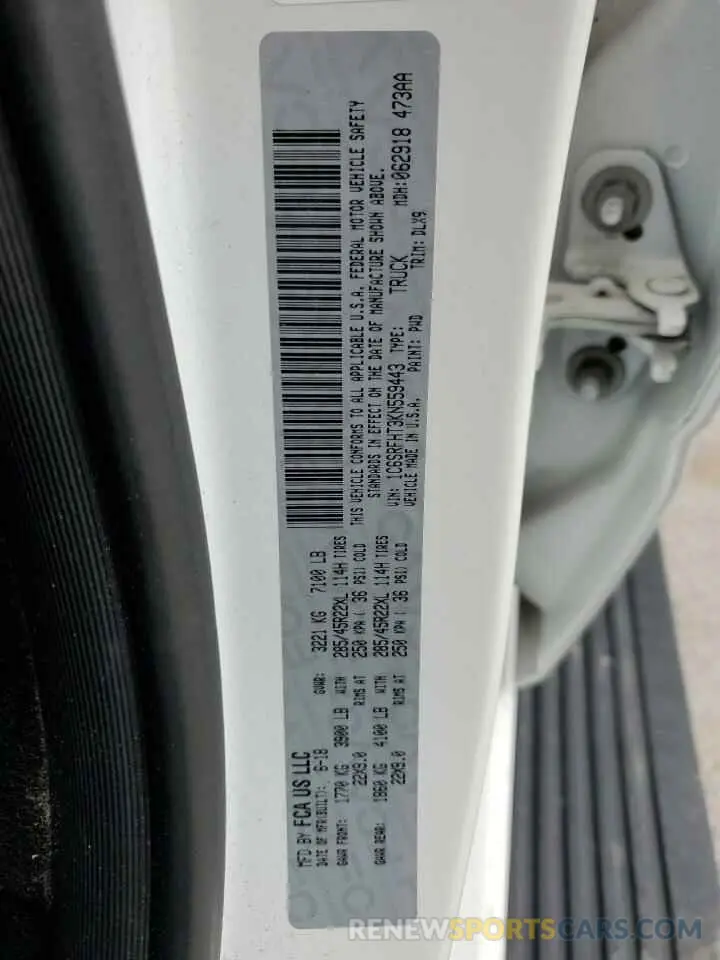 MFD BY FCA US LLC
DATE OF MFR(BUILT): 6-18 GVWR: 3221 KG 7100 LB
GAWR FRONT: 1770 KG 3900 LB WITH 285/45R22XL 114H TIRES
22X9.0 RIMS AT 250 KPA ( 36 PSI) COLD
GAWR REAR: 1860 KG 4100 LB WITH 285/45R22XL 114H TIRES
22X9.0 RIMS AT 250 KPA ( 36 PSI) COLD
THIS VEHICLE CONFORMS TO ALL APPLICABLE U.S.A. FEDERAL MOTOR VEHICLE SAFETY
STANDARDS IN EFFECT ON THE DATE OF MANUFACTURE SHOWN ABOVE.
VIN: 1C6SRFHT3KN559443 TYPE: TRUCK MDH:062918 473AA
VEHICLE MADE IN U.S.A. PAINT: PWD TRIM: DLX9
RENEWSUSEDCARS.COM